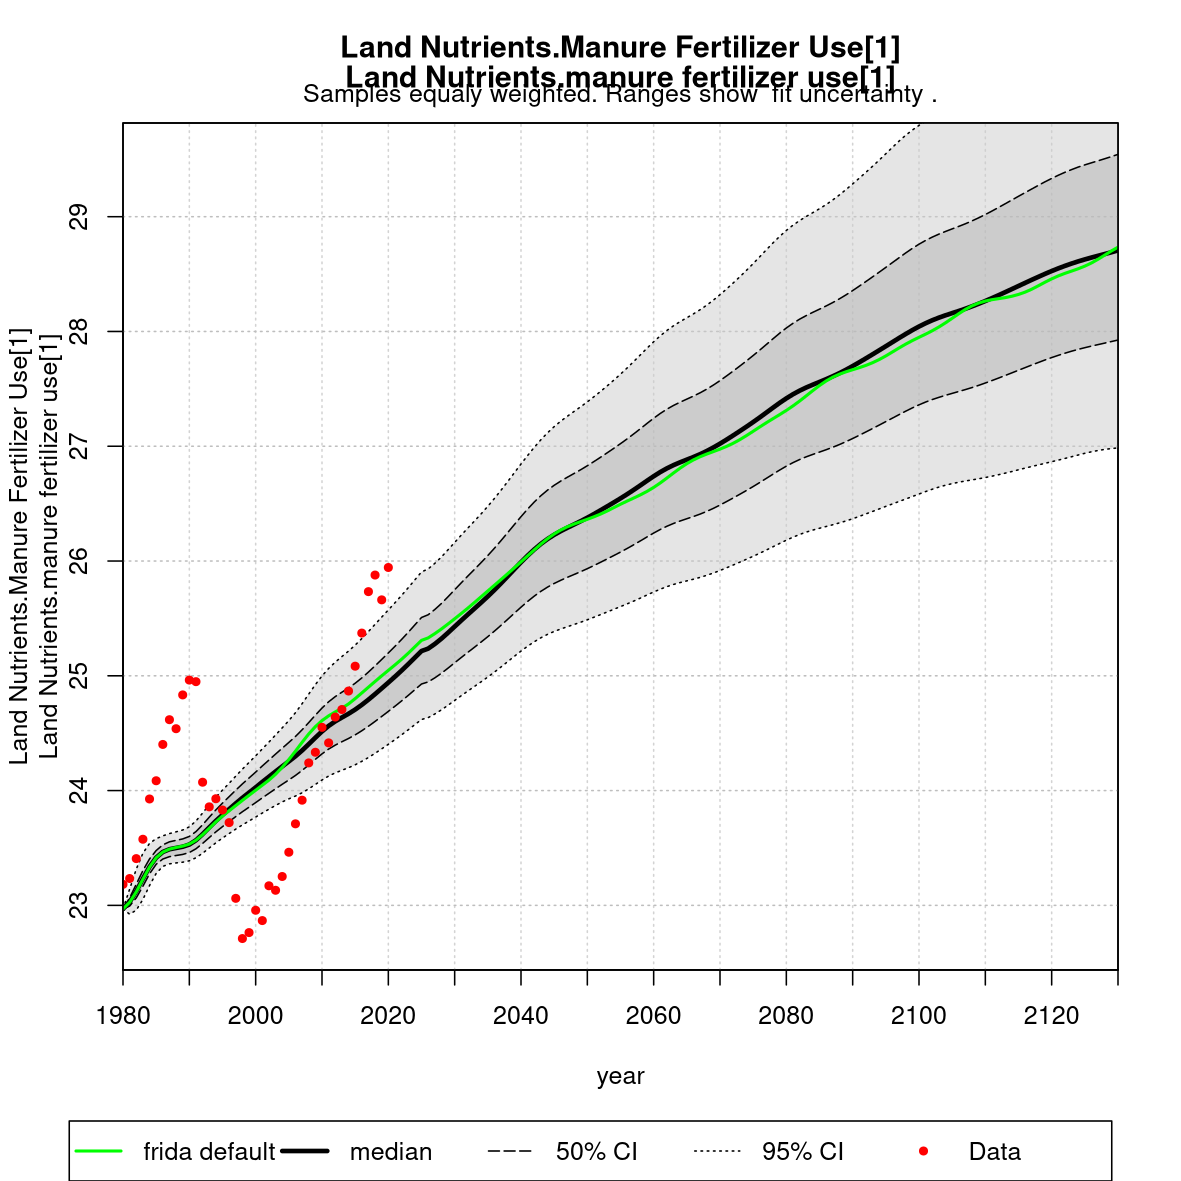 Land Nutrients.Manure Fertilizer Use[1]
Land Nutrients.manure fertilizer use[1]
Samples equaly weighted. Ranges show  fit uncertainty .
Land Nutrients.Manure Fertilizer Use[1]
Land Nutrients.manure fertilizer use[1]
29
28
27
26
25
24
23
1980 2000 2020 2040 2060 2080 2100 2120
year
frida default median 50% CI 95% CI Data